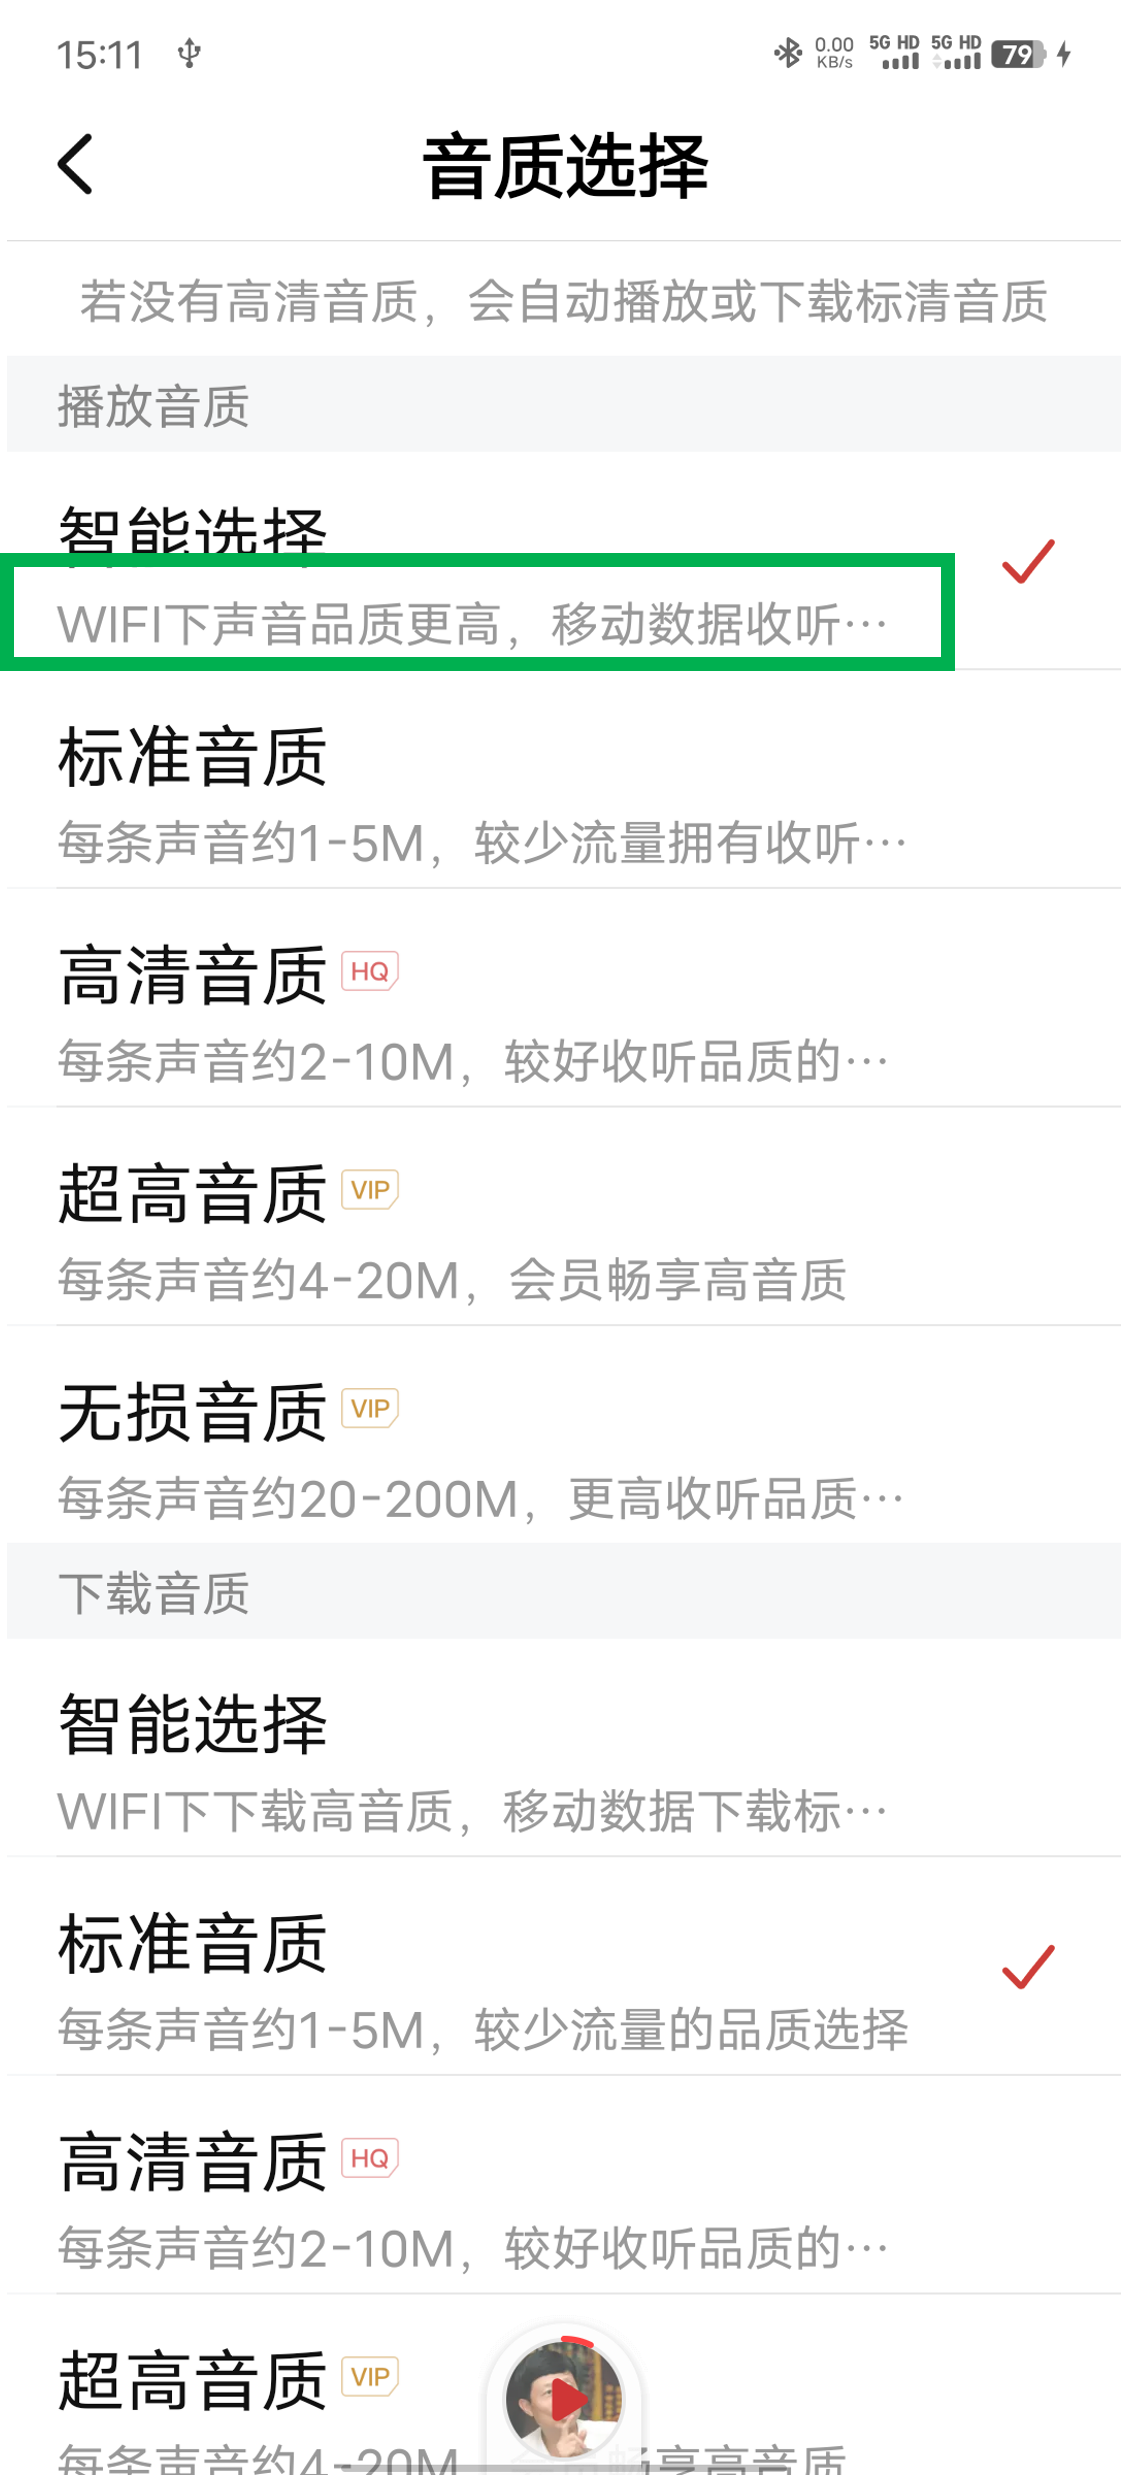 15:11 0.00 KB/s 5G HD 5G HD 79
音质选择
若没有高清音质，会自动播放或下载标清音质
播放音质
智能选择
WIFI下声音品质更高，移动数据收听…
标准音质
每条声音约1-5M，较少流量拥有收听…
高清音质 HQ
每条声音约2-10M，较好收听品质的…
超高音质 VIP
每条声音约4-20M，会员畅享高音质
无损音质 VIP
每条声音约20-200M，更高收听品质…
下载音质
智能选择
WIFI下下载高音质，移动数据下载标…
标准音质
每条声音约1-5M，较少流量的品质选择
高清音质 HQ
每条声音约2-10M，较好收听品质的…
超高音质 VIP
每条声音约4-20M 会员畅享高音质